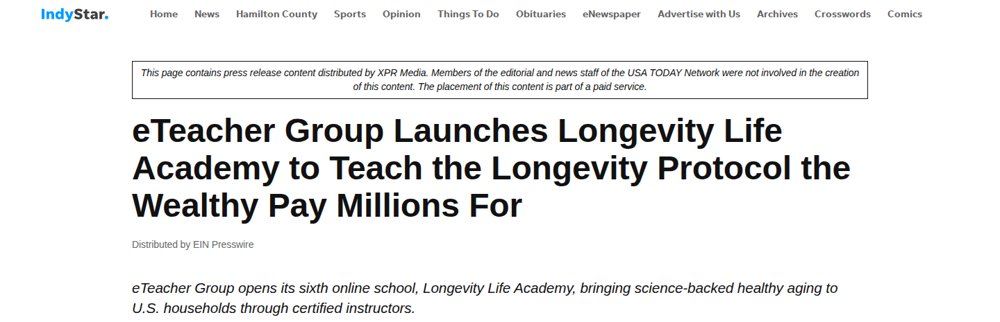 IndyStar. Home News Hamilton County Sports Opinion Things To Do Obituaries eNewspaper Advertise with Us Archives Crosswords Comics
This page contains press release content distributed by XPR Media. Members of the editorial and news staff of the USA TODAY Network were not involved in the creation
of this content. The placement of this content is part of a paid service.
eTeacher Group Launches Longevity Life
Academy to Teach the Longevity Protocol the
Wealthy Pay Millions For
Distributed by EIN Presswire
eTeacher Group opens its sixth online school, Longevity Life Academy, bringing science-backed healthy aging to
U.S. households through certified instructors.